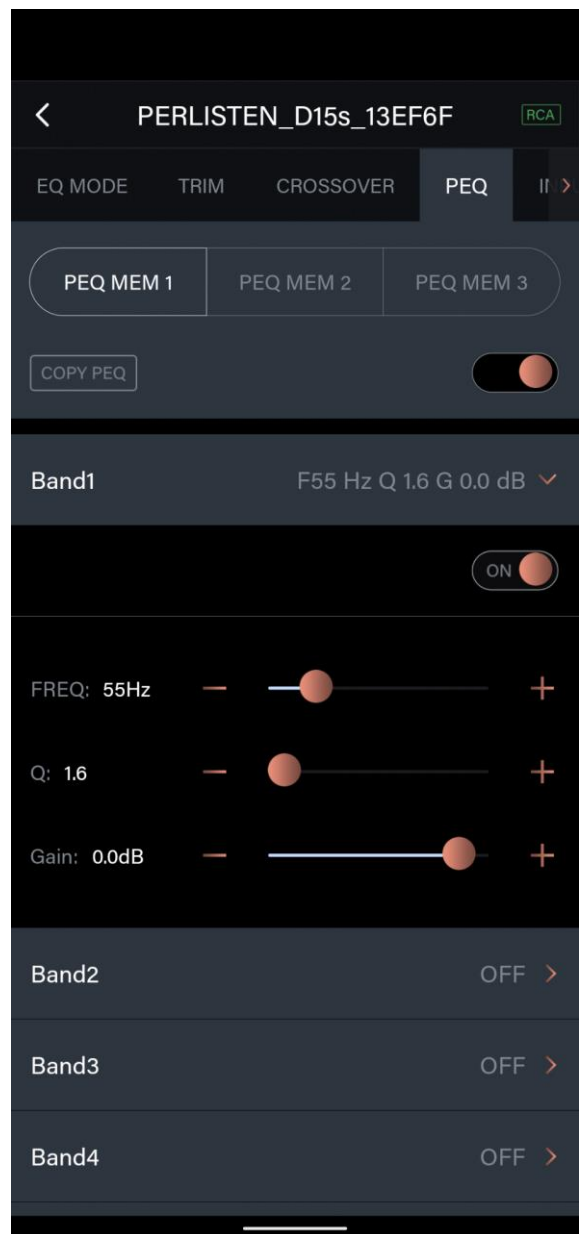 PERLISTEN_D15s_13EF6F RCA
EQ MODE TRIM CROSSOVER PEQ
PEQ MEM 1 PEQ MEM 2 PEQ MEM 3
COPY PEQ
Band1 F55 Hz Q 1.6 G 0.0 dB
ON
FREQ: 55Hz
Q: 1.6
Gain: 0.0dB
Band2 OFF
Band3 OFF
Band4 OFF